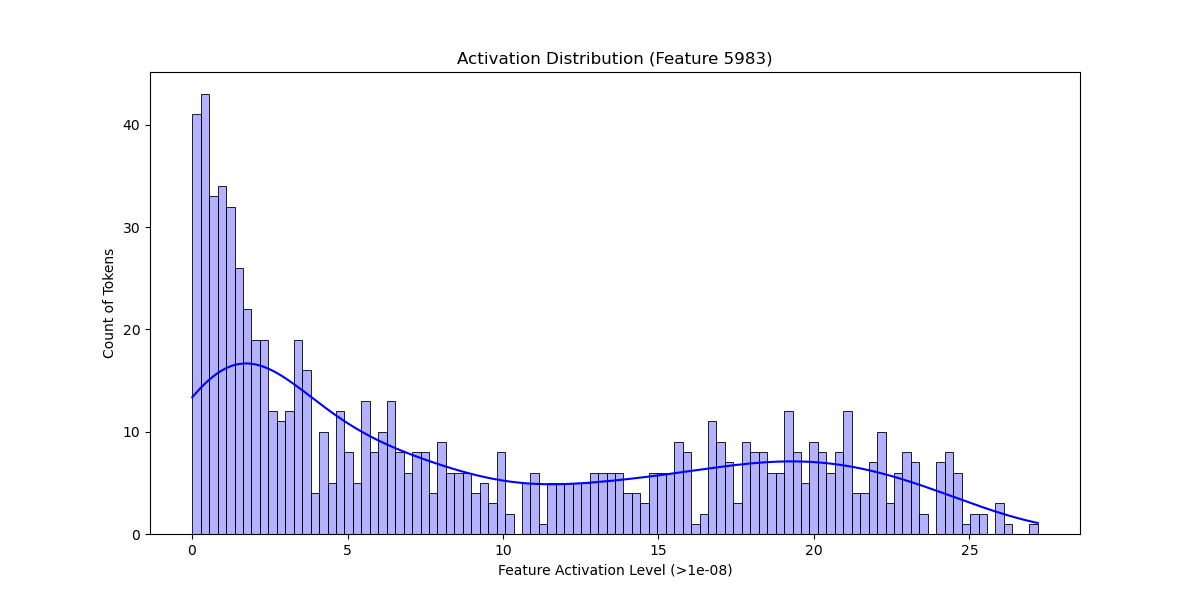 Activation Distribution (Feature 5983)
Count of Tokens
40
30
20
10
0
0 5 10 15 20 25
Feature Activation Level (>1e-08)